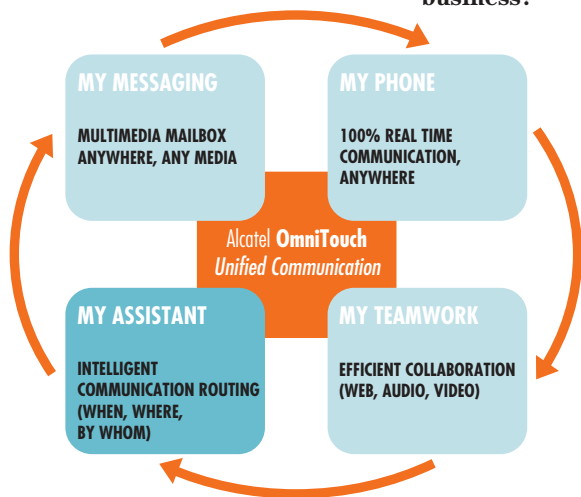 business?
MY MESSAGING
MULTIMEDIA MAILBOX
ANYWHERE, ANY MEDIA
MY PHONE
100% REAL TIME
COMMUNICATION,
ANYWHERE
Alcatel OmniTouch
Unified Communication
MY ASSISTANT
INTELLIGENT
COMMUNICATION ROUTING
(WHEN, WHERE,
BY WHOM)
MY TEAMWORK
EFFICIENT COLLABORATION
(WEB, AUDIO, VIDEO)